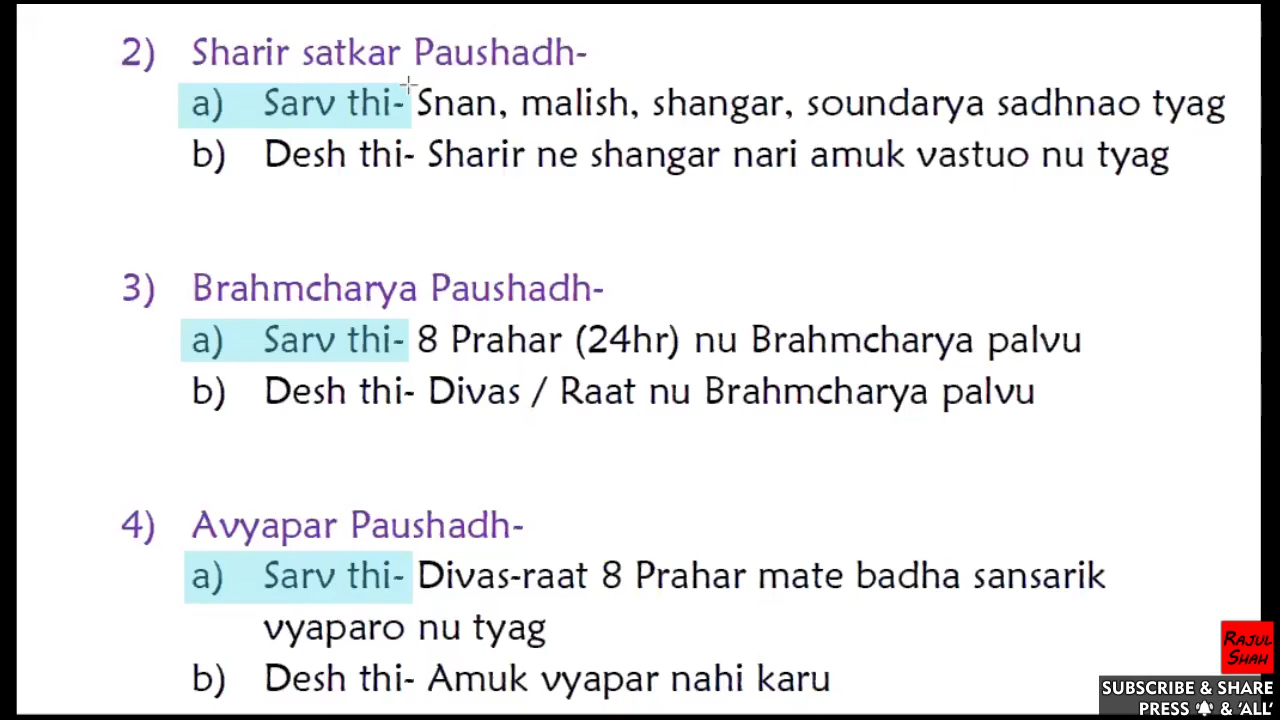 2) Sharir satkar Paushadh-
a) Sarv thi- Snan, malish, shangar, soundarya sadhnao tyag
b) Desh thi- Sharir ne shangar nari amuk vastuo nu tyag
3) Brahmcharya Paushadh-
a) Sarv thi- 8 Prahar (24hr) nu Brahmcharya palvu
b) Desh thi- Divas / Raat nu Brahmcharya palvu
4) Avyapar Paushadh-
a) Sarv thi- Divas-raat 8 Prahar mate badha sansarik
vyaparo nu tyag
b) Desh thi- Amuk vyapar nahi karu
RAJUL
SHAH
SUBSCRIBE & SHARE
PRESS 🔔 & ‘ALL’